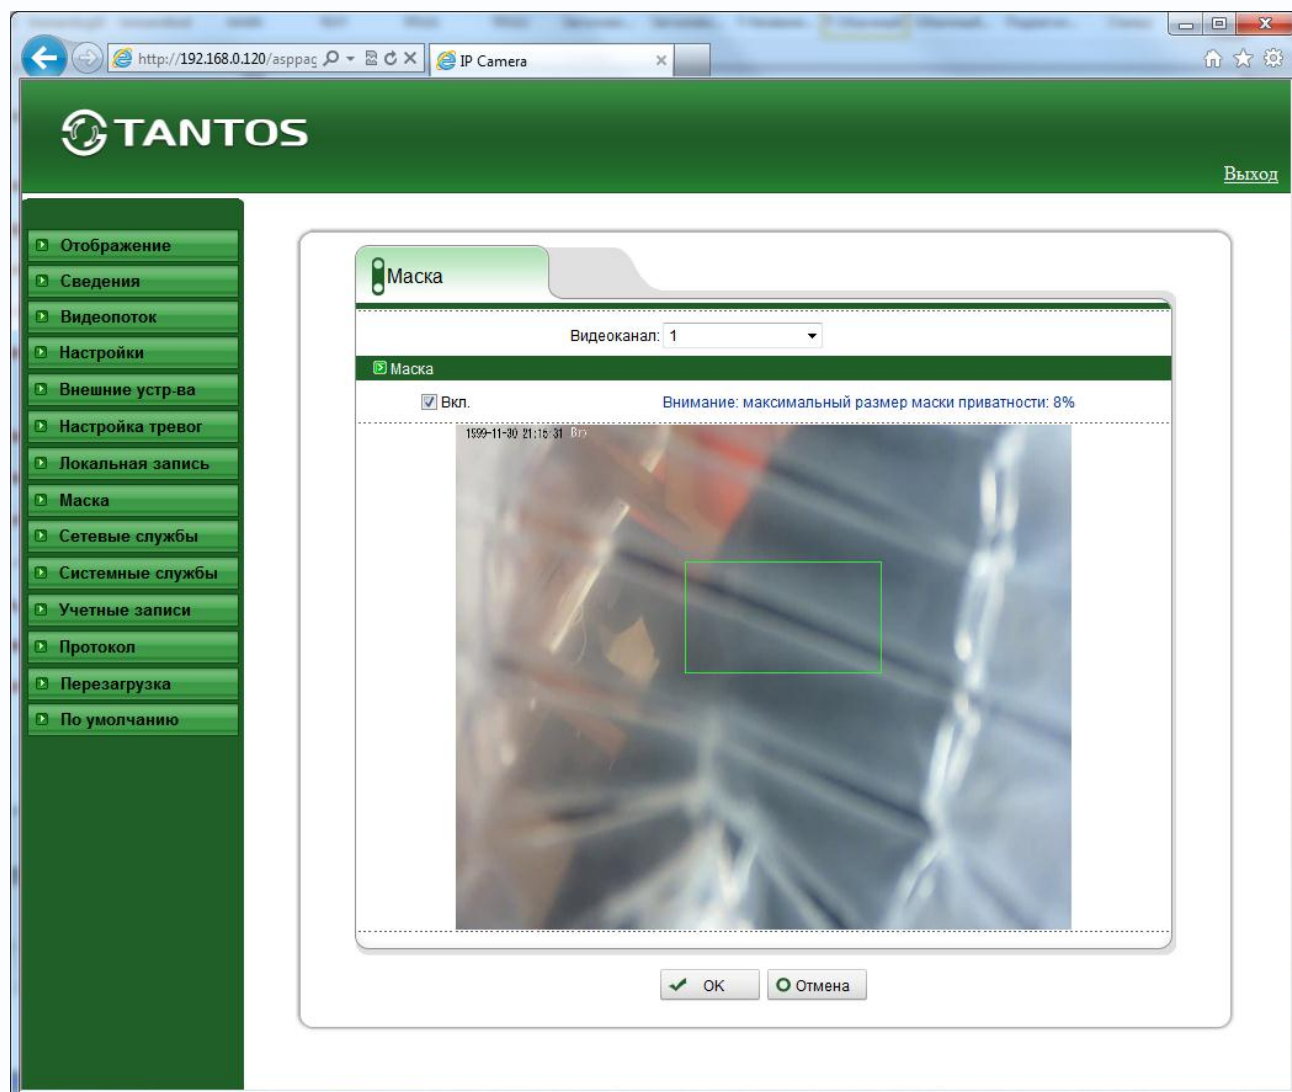 http://192.168.0.120/asppag
IP Camera
TANTOS
Выход
Отображение
Сведения
Видеопоток
Настройки
Внешние устр-ва
Настройка тревог
Локальная запись
Маска
Сетевые службы
Системные службы
Учетные записи
Протокол
Перезагрузка
По умолчанию
Маска
Видеоканал: 1
Маска
Вкл. Внимание: максимальный размер маски приватности: 8%
1599-11-30 21:16:31
OK Отмена